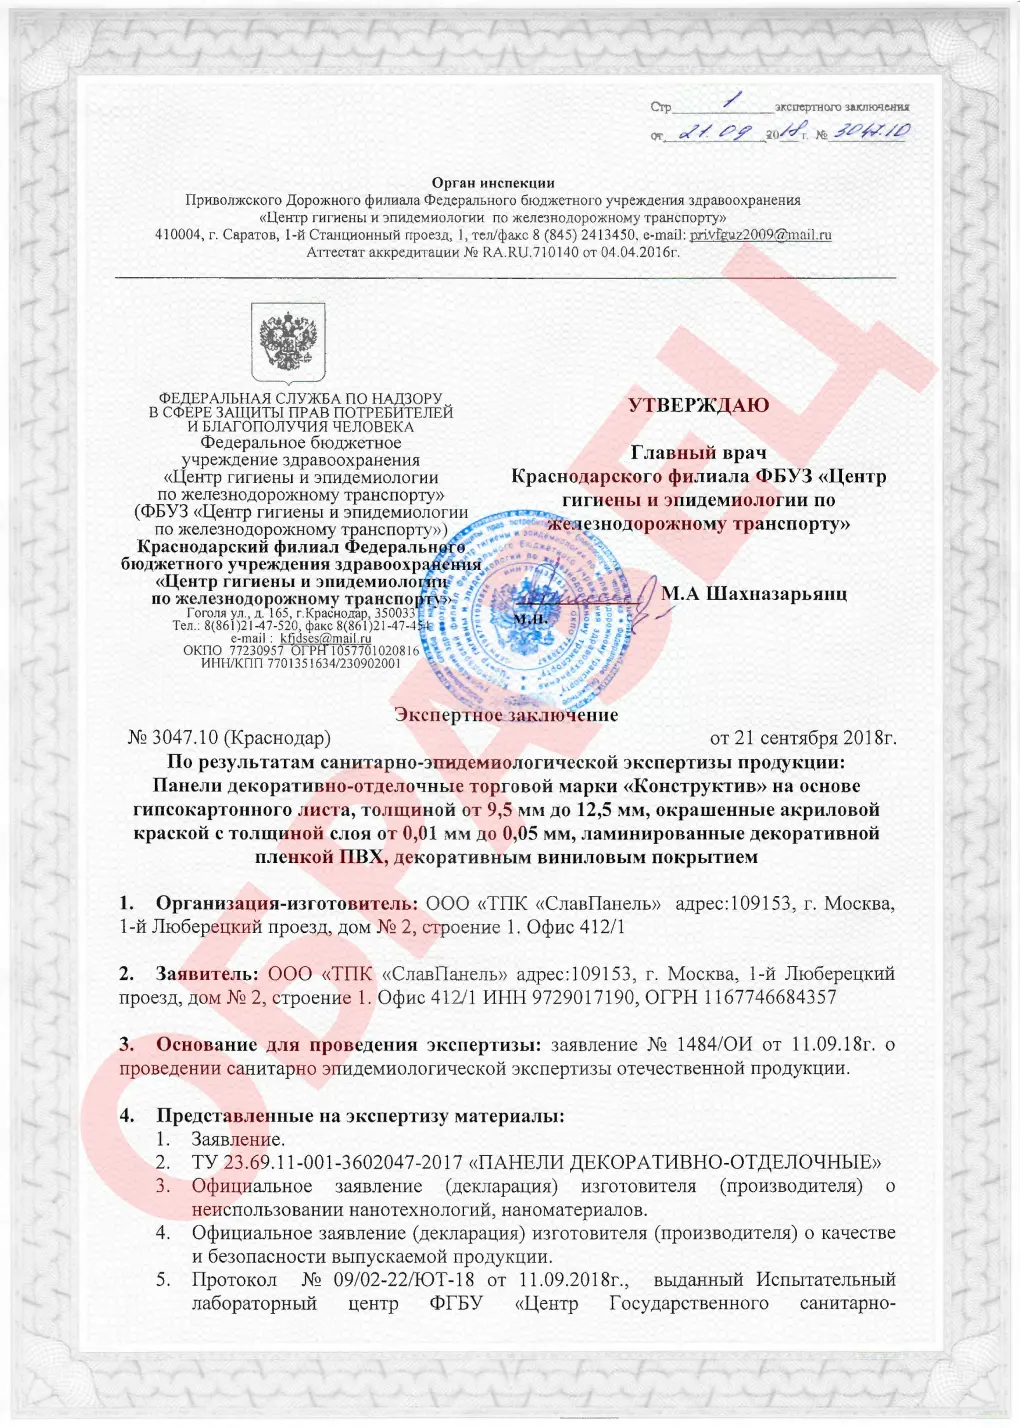 Стр 1 экспертного заключения
от 21.09 2018 г. № 3047.10
Орган инспекции
Приволжского Дорожного филиала Федерального бюджетного учреждения здравоохранения
«Центр гигиены и эпидемиологии по железнодорожному транспорту»
410004, г. Саратов, 1-й Станционный проезд, 1, тел/факс 8 (845) 2413450, e-mail: privfguz2009@mail.ru
Аттестат аккредитации № RA.RU.710140 от 04.04.2016г.
ФЕДЕРАЛЬНАЯ СЛУЖБА ПО НАДЗОРУ
В СФЕРЕ ЗАЩИТЫ ПРАВ ПОТРЕБИТЕЛЕЙ
И БЛАГОПОЛУЧИЯ ЧЕЛОВЕКА
Федеральное бюджетное
учреждение здравоохранения
«Центр гигиены и эпидемиологии
по железнодорожному транспорту»
(ФБУЗ «Центр гигиены и эпидемиологии
по железнодорожному транспорту»)
Краснодарский филиал Федерального
бюджетного учреждения здравоохранения
«Центр гигиены и эпидемиологии
по железнодорожному транспорту»
Гоголя ул., д. 165, г.Краснодар, 350033
Тел.: 8(861)21-47-520, факс 8(861)21-47-454
e-mail : kfjdses@mail.ru
ОКПО 77230957 ОГРН 1057701020816
ИНН/КПП 7701351634/230902001
УТВЕРЖДАЮ
Главный врач
Краснодарского филиала ФБУЗ «Центр
гигиены и эпидемиологии по
железнодорожному транспорту»
М.А Шахназарьянц
м.п.
Экспертное заключение
№ 3047.10 (Краснодар) от 21 сентября 2018г.
По результатам санитарно-эпидемиологической экспертизы продукции:
Панели декоративно-отделочные торговой марки «Конструктив» на основе
гипсокартонного листа, толщиной от 9,5 мм до 12,5 мм, окрашенные акриловой
краской с толщиной слоя от 0,01 мм до 0,05 мм, ламинированные декоративной
пленкой ПВХ, декоративным виниловым покрытием
1. Организация-изготовитель: ООО «ТПК «СлавПанель» адрес:109153, г. Москва,
1-й Люберецкий проезд, дом № 2, строение 1. Офис 412/1
2. Заявитель: ООО «ТПК «СлавПанель» адрес:109153, г. Москва, 1-й Люберецкий
проезд, дом № 2, строение 1. Офис 412/1 ИНН 9729017190, ОГРН 1167746684357
3. Основание для проведения экспертизы: заявление № 1484/ОИ от 11.09.18г. о
проведении санитарно эпидемиологической экспертизы отечественной продукции.
4. Представленные на экспертизу материалы:
1. Заявление.
2. ТУ 23.69.11-001-3602047-2017 «ПАНЕЛИ ДЕКОРАТИВНО-ОТДЕЛОЧНЫЕ»
3. Официальное заявление (декларация) изготовителя (производителя) о
неиспользовании нанотехнологий, наноматериалов.
4. Официальное заявление (декларация) изготовителя (производителя) о качестве
и безопасности выпускаемой продукции.
5. Протокол № 09/02-22/ЮТ-18 от 11.09.2018г., выданный Испытательный
лабораторный центр ФГБУ «Центр Государственного санитарно-
ОБРАЗЕЦ